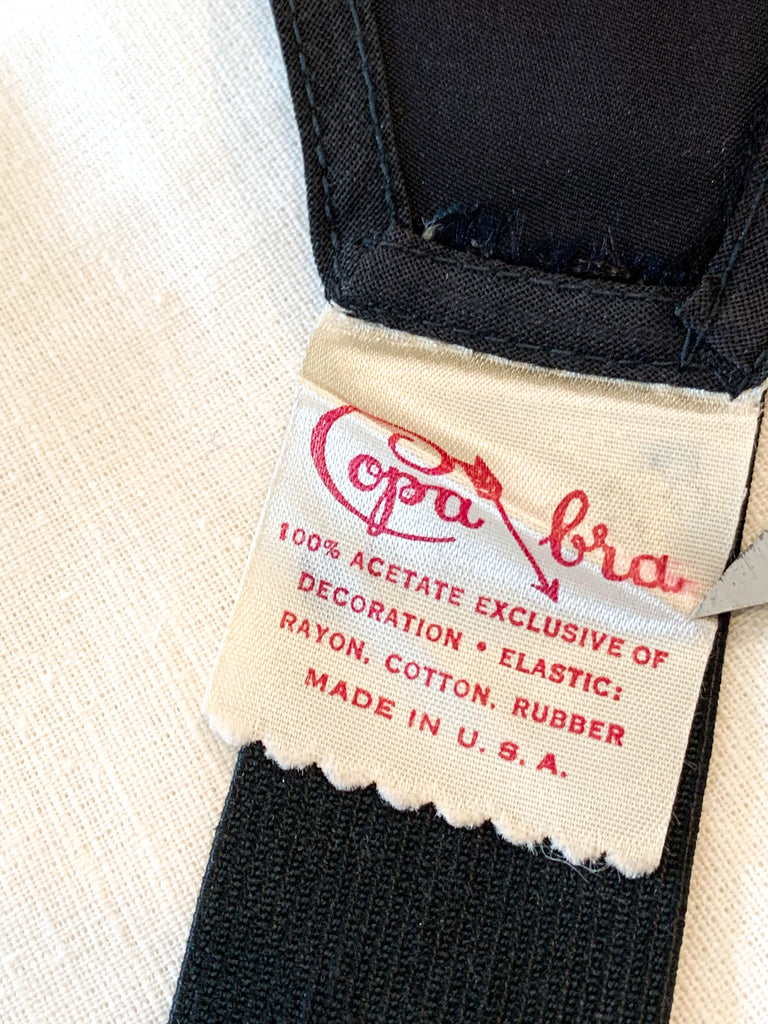 Copa bra
100% ACETATE EXCLUSIVE OF
DECORATION • ELASTIC:
RAYON, COTTON, RUBBER
MADE IN U. S. A.